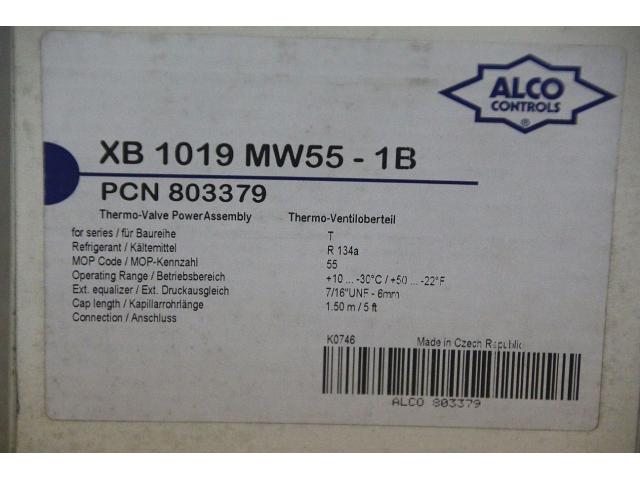 ALCO
CONTROLS
®
XB 1019 MW55 - 1B
PCN 803379
Thermo-Valve PowerAssembly Thermo-Ventiloberteil
for series / für Baureihe T
Refrigerant / Kältemittel R 134a
MOP Code / MOP-Kennzahl 55
Operating Range / Betriebsbereich +10 ... -30°C / +50 ... -22°F
Ext. equalizer / Ext. Druckausgleich 7/16"UNF - 6mm
Cap length / Kapillarrohrlänge 1.50 m / 5 ft
Connection / Anschluss
K0746 Made in Czech Republic
ALCO 803379